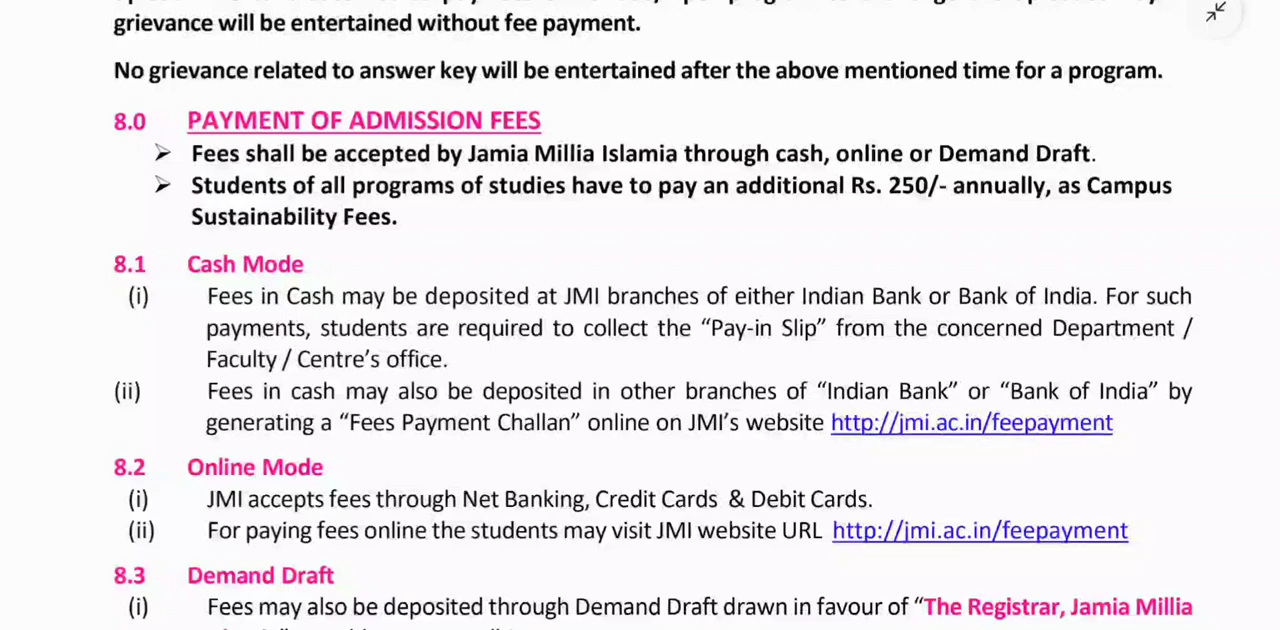 grievance will be entertained without fee payment.
No grievance related to answer key will be entertained after the above mentioned time for a program.
8.0 PAYMENT OF ADMISSION FEES
➢ Fees shall be accepted by Jamia Millia Islamia through cash, online or Demand Draft.
➢ Students of all programs of studies have to pay an additional Rs. 250/- annually, as Campus
Sustainability Fees.
8.1 Cash Mode
(i) Fees in Cash may be deposited at JMI branches of either Indian Bank or Bank of India. For such
payments, students are required to collect the “Pay-in Slip” from the concerned Department /
Faculty / Centre’s office.
(ii) Fees in cash may also be deposited in other branches of “Indian Bank” or “Bank of India” by
generating a “Fees Payment Challan” online on JMI’s website http://jmi.ac.in/feepayment
8.2 Online Mode
(i) JMI accepts fees through Net Banking, Credit Cards & Debit Cards.
(ii) For paying fees online the students may visit JMI website URL http://jmi.ac.in/feepayment
8.3 Demand Draft
(i) Fees may also be deposited through Demand Draft drawn in favour of “The Registrar, Jamia Millia